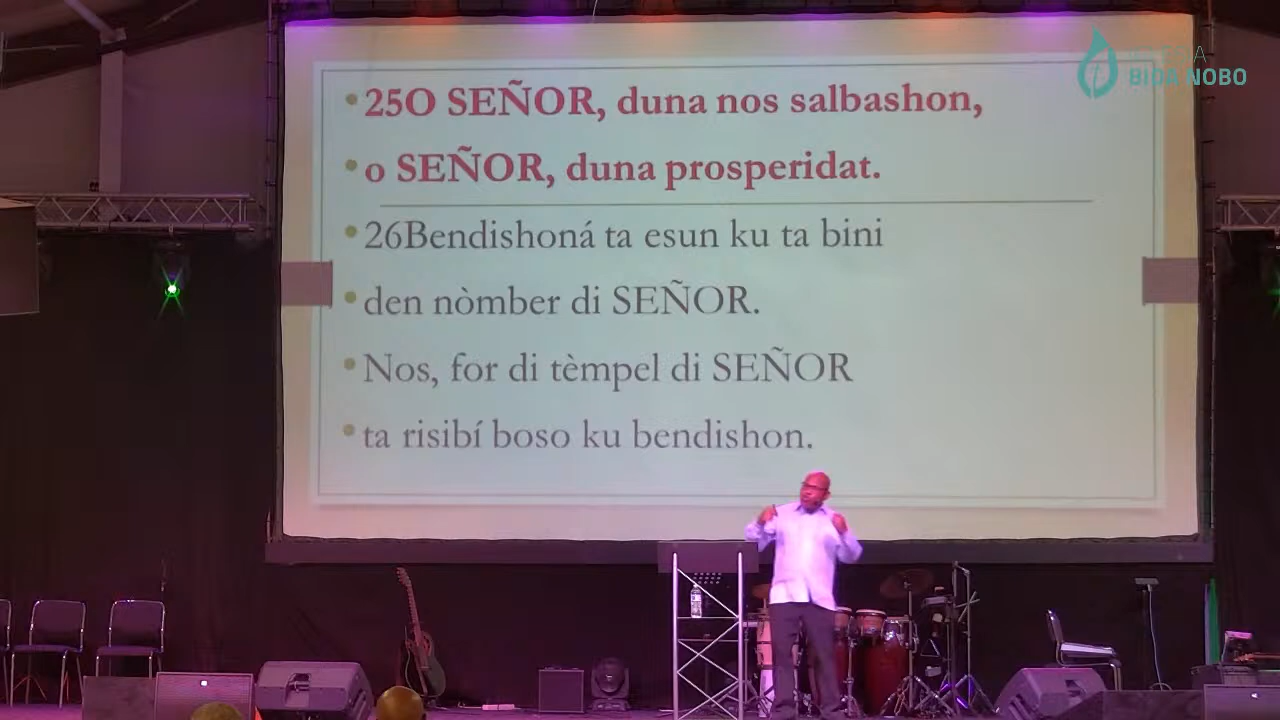 25O SEÑOR, duna nos salbashon,
o SEÑOR, duna prosperidat.
26Bendishoná ta esun ku ta bini
den nòmber di SEÑOR.
Nos, for di tèmpel di SEÑOR
ta risibí boso ku bendishon.
BIDA NOBO